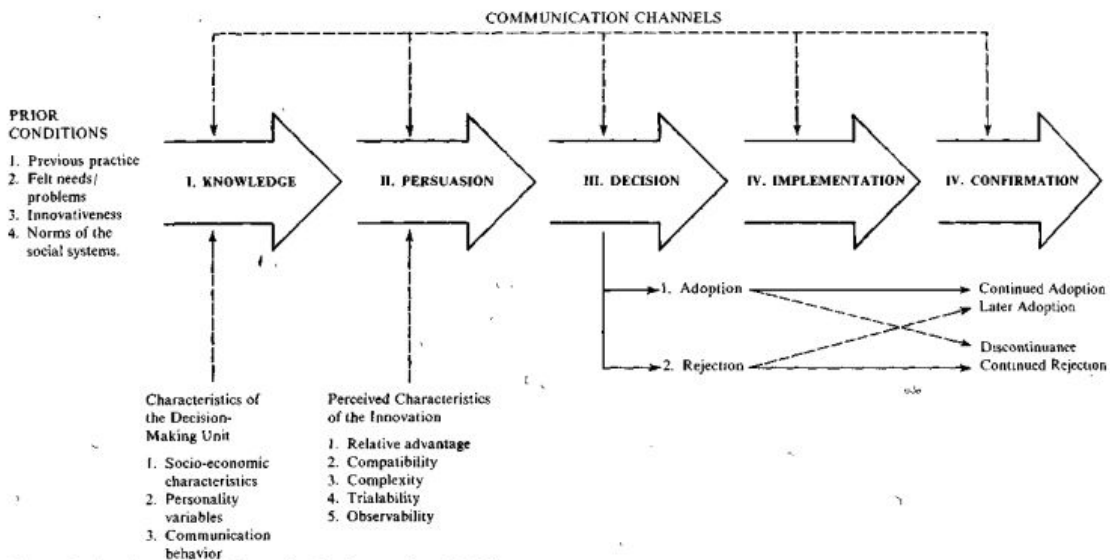 COMMUNICATION CHANNELS
PRIOR
CONDITIONS
1. Previous practice
2. Felt needs/
problems
3. Innovativeness
4. Norms of the
social systems.
I. KNOWLEDGE
II. PERSUASION
III. DECISION
IV. IMPLEMENTATION
IV. CONFIRMATION
1. Adoption
2. Rejection
Continued Adoption
Later Adoption
Discontinuance
Continued Rejection
Characteristics of
the Decision-
Making Unit
1. Socio-economic
characteristics
2. Personality
variables
3. Communication
behavior
Perceived Characteristics
of the Innovation
1. Relative advantage
2. Compatibility
3. Complexity
4. Trialability
5. Observability